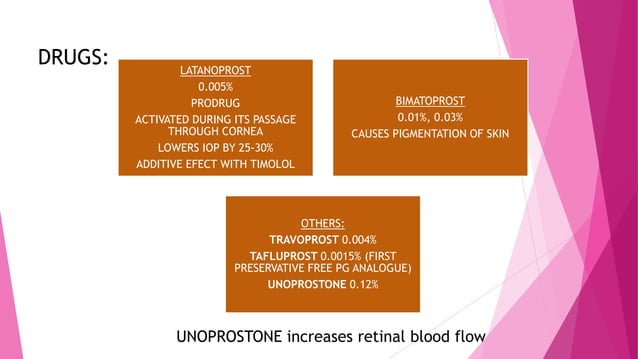 DRUGS:
LATANOPROST
0.005%
PRODRUG
ACTIVATED DURING ITS PASSAGE
THROUGH CORNEA
LOWERS IOP BY 25-30%
ADDITIVE EFECT WITH TIMOLOL
BIMATOPROST
0.01%, 0.03%
CAUSES PIGMENTATION OF SKIN
OTHERS:
TRAVOPROST 0.004%
TAFLUPROST 0.0015% (FIRST
PRESERVATIVE FREE PG ANALOGUE)
UNOPROSTONE 0.12%
UNOPROSTONE increases retinal blood flow